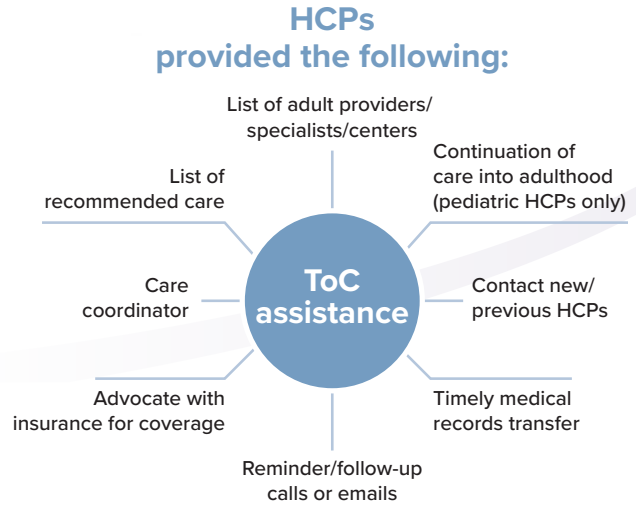 HCPs
provided the following:
List of adult providers/
specialists/centers
Continuation of
care into adulthood
(pediatric HCPs only)
List of
recommended care
ToC
assistance
Care
coordinator
Contact new/
previous HCPs
Advocate with
insurance for coverage
Timely medical
records transfer
Reminder/follow-up
calls or emails